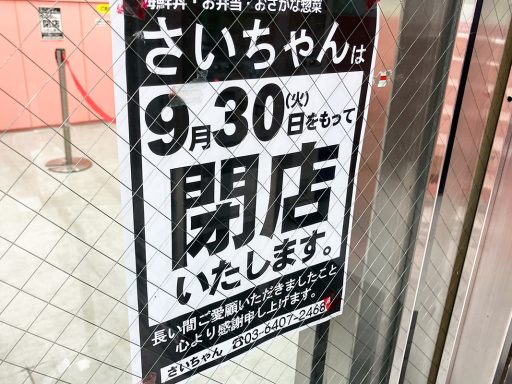 海鮮丼・お弁当・おさかな惣菜
さいちゃんは
9月30日(火)をもって
閉店
いたします。
長い間ご愛顧いただきましたこと
心より感謝申し上げます。
さいちゃん ☎03-6407-2468